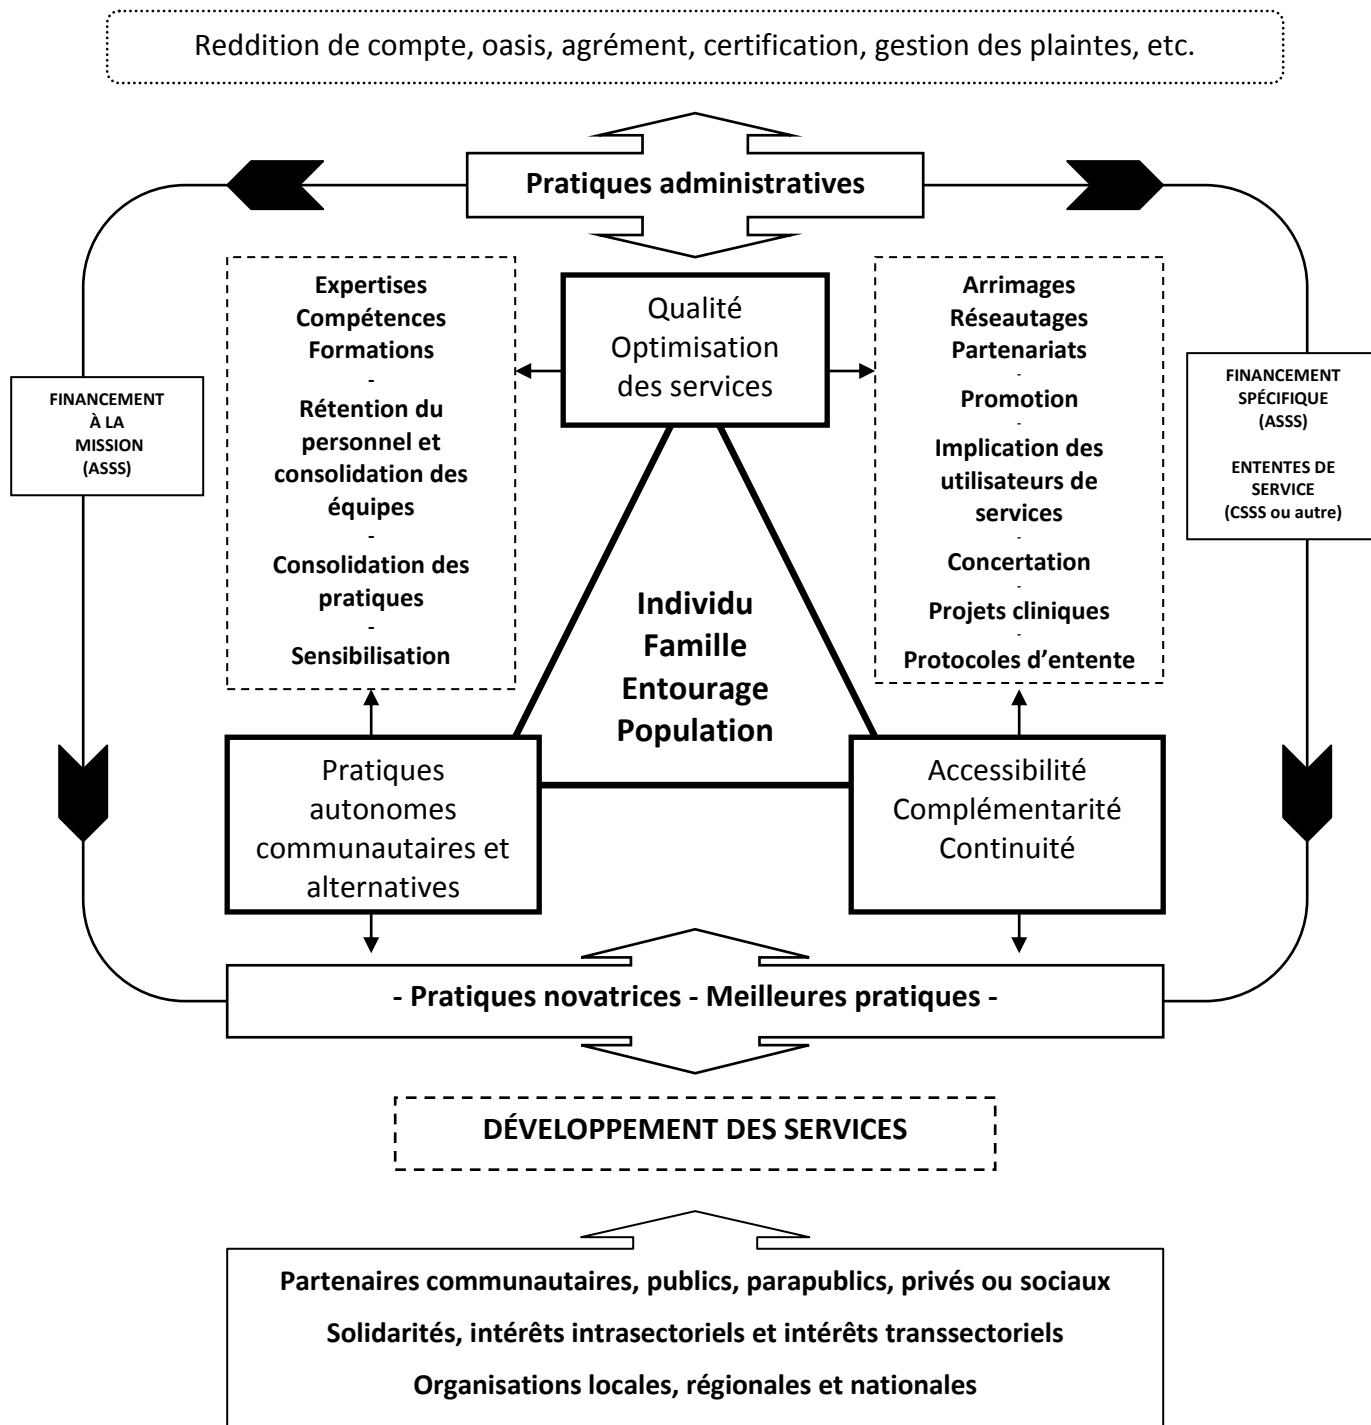 Reddition de compte, oasis, agrément, certification, gestion des plaintes, etc.
Pratiques administratives
Expertises
Compétences
Formations
-
Rétention du
personnel et
consolidation des
équipes
-
Consolidation des
pratiques
-
Sensibilisation
Qualité
Optimisation
des services
Arrimages
Réseautages
Partenariats
-
Promotion
-
Implication des
utilisateurs de
services
-
Concertation
-
Projets cliniques
-
Protocoles d’entente
FINANCEMENT
À LA
MISSION
(ASSS)
FINANCEMENT
SPÉCIFIQUE
(ASSS)
ENTENTES DE
SERVICE
(CSSS ou autre)
Individu
Famille
Entourage
Population
Pratiques
autonomes
communautaires et
alternatives
Accessibilité
Complémentarité
Continuité
- Pratiques novatrices - Meilleures pratiques -
DÉVELOPPEMENT DES SERVICES
Partenaires communautaires, publics, parapublics, privés ou sociaux
Solidarités, intérêts intrasectoriels et intérêts transsectoriels
Organisations locales, régionales et nationales